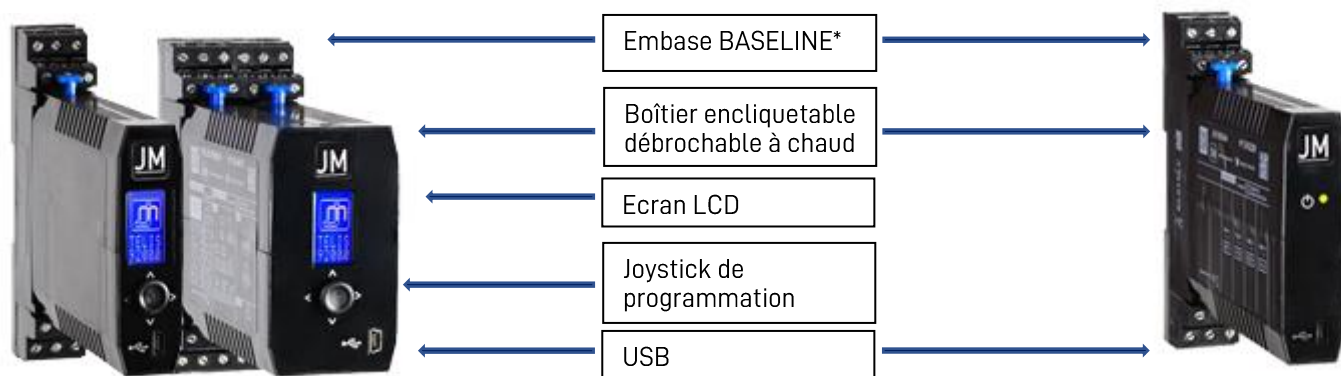 Embase BASELINE*
Boîtier encliquetable
débrochable à chaud
Ecran LCD
Joystick de
programmation
USB
JM
JM
JM